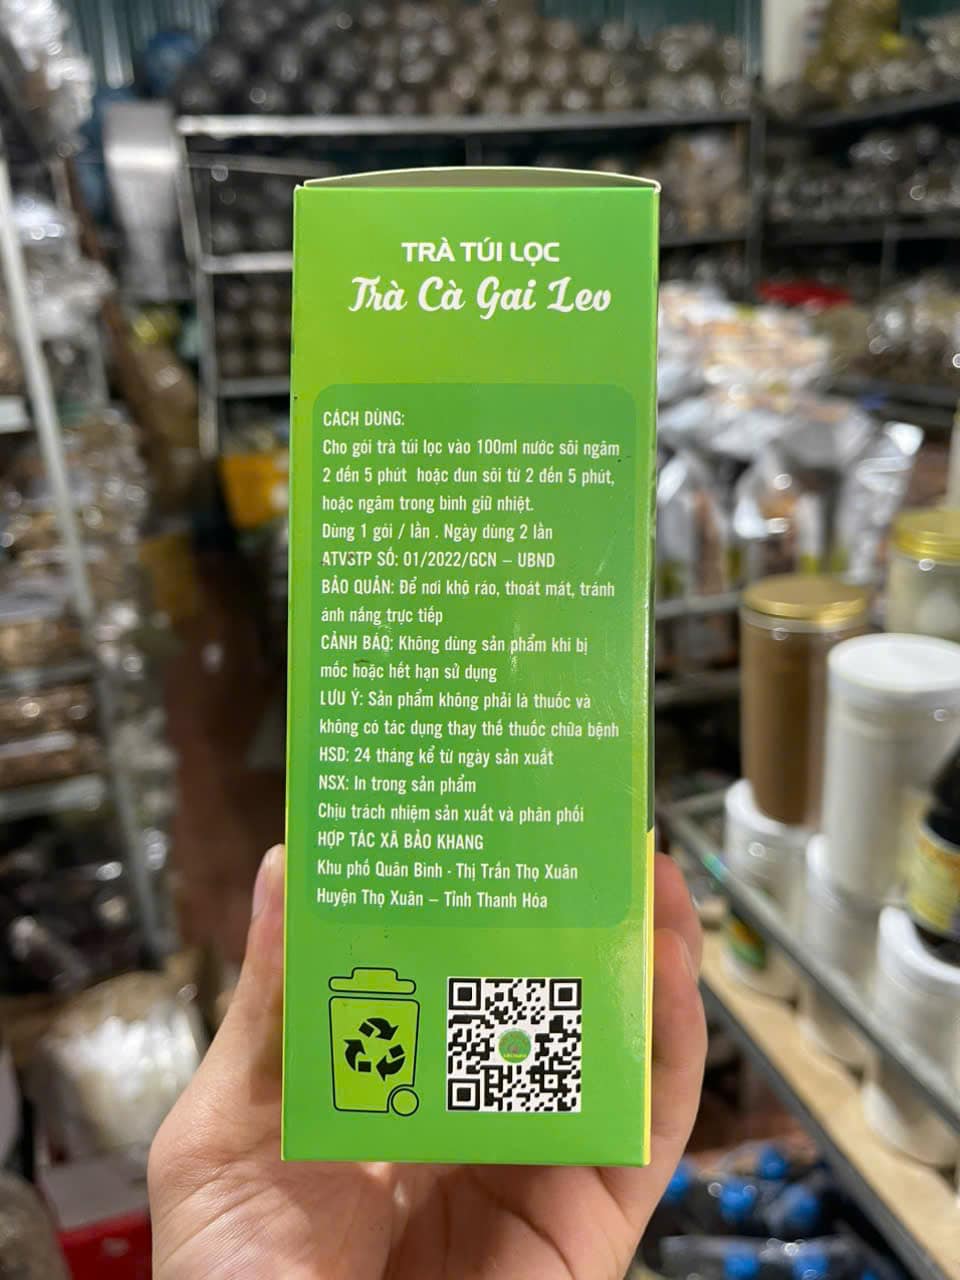 TRÀ TÚI LỌC
Trà Cà Gai Leo
CÁCH DÙNG:
Cho gói trà túi lọc vào 100ml nước sôi ngâm
2 đến 5 phút hoặc đun sôi từ 2 đến 5 phút,
hoặc ngâm trong bình giữ nhiệt.
Dùng 1 gói / lần . Ngày dùng 2 lần
ATVSTP SỐ: 01/2022/GCN – UBND
BẢO QUẢN: Để nơi khô ráo, thoát mát, tránh
ánh nắng trực tiếp
CẢNH BÁO: Không dùng sản phẩm khi bị
mốc hoặc hết hạn sử dụng
LƯU Ý: Sản phẩm không phải là thuốc và
không có tác dụng thay thế thuốc chữa bệnh
HSD: 24 tháng kể từ ngày sản xuất
NSX: In trong sản phẩm
Chịu trách nhiệm sản xuất và phân phối
HỢP TÁC XÃ BẢO KHANG
Khu phố Quân Bình - Thị Trấn Thọ Xuân
Huyện Thọ Xuân – Tỉnh Thanh Hóa